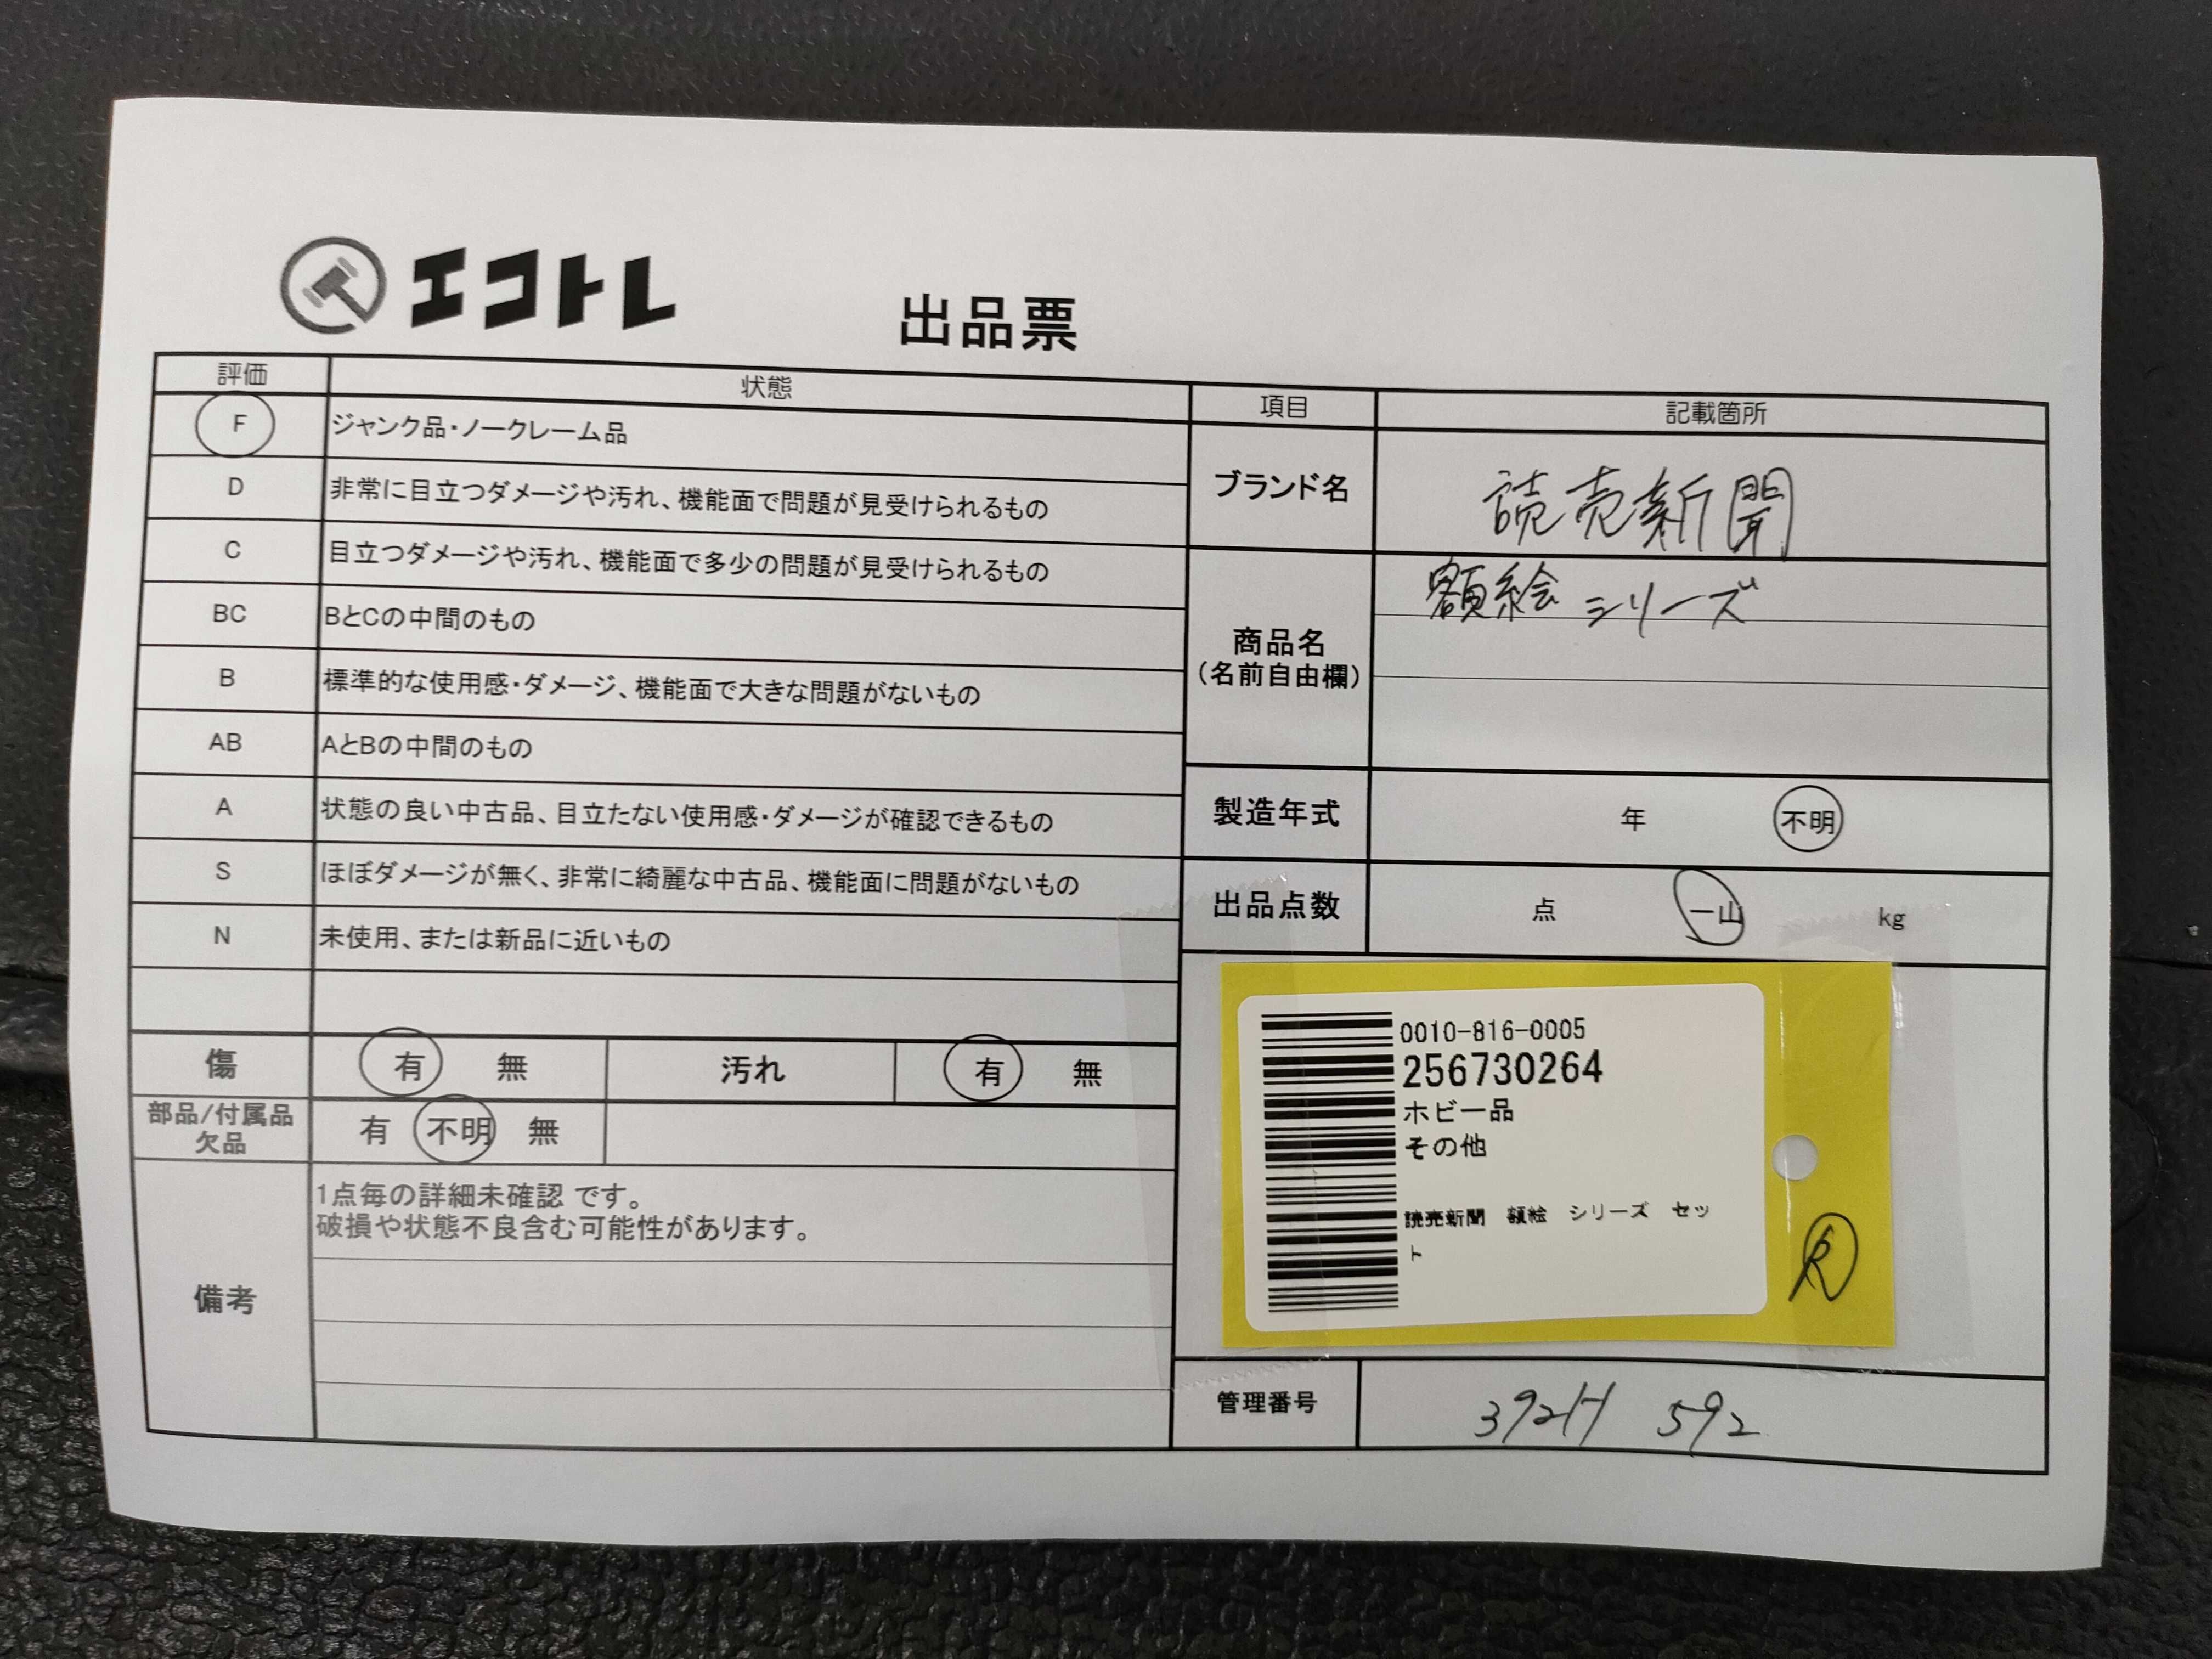 エコトレ
出品票
評価 状態
F ジャンク品・ノークレーム品
D 非常に目立つダメージや汚れ、機能面で問題が見受けられるもの
C 目立つダメージや汚れ、機能面で多少の問題が見受けられるもの
BC BとCの中間のもの
B 標準的な使用感・ダメージ、機能面で大きな問題がないもの
AB AとBの中間のもの
A 状態の良い中古品、目立たない使用感・ダメージが確認できるもの
S ほぼダメージが無く、非常に綺麗な中古品、機能面に問題がないもの
N 未使用、または新品に近いもの
傷 有 無 汚れ 有 無
部品/付属品
欠品
有 不明 無
備考
1点毎の詳細未確認 です。
破損や状態不良含む可能性があります。
項目 記載箇所
ブランド名 読売新聞
商品名
(名前自由欄)
額絵 シリーズ
製造年式 年 不明
出品点数 点 一山 kg
0010-816-0005
256730264
ホビー品
その他
読売新聞 額絵 シリーズ セッ
ト
R
管理番号 392H 592